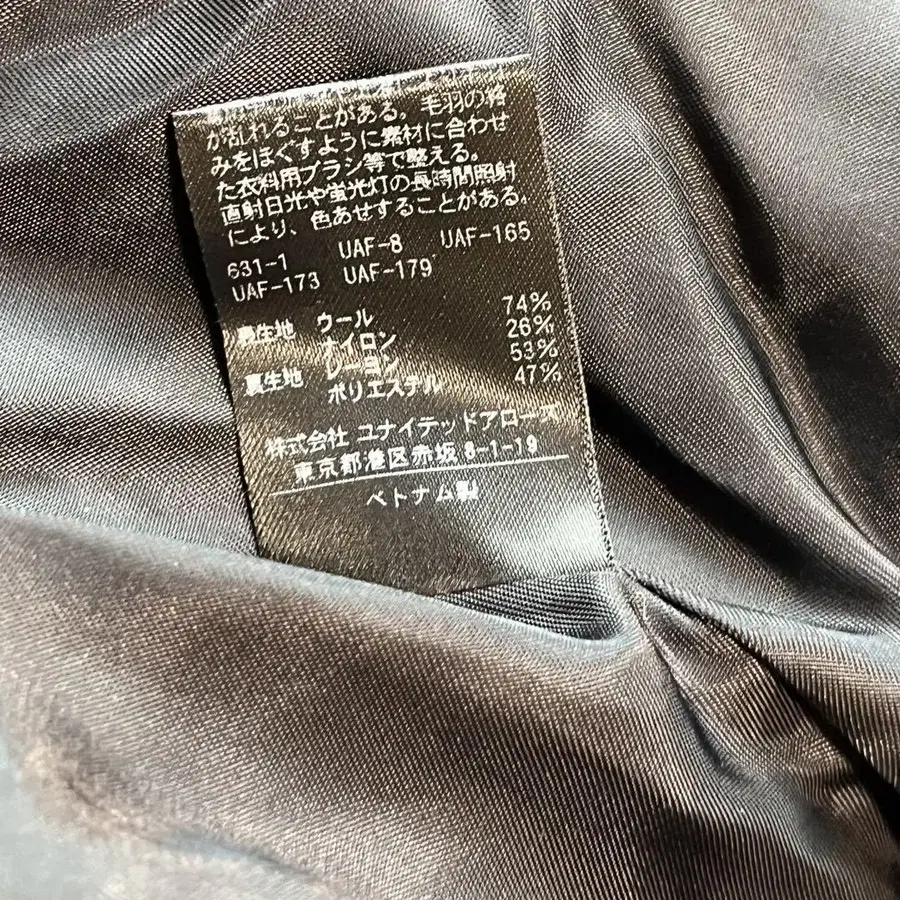 が乱れることがある。毛羽の絡
みをほぐすように素材に合わせ
た衣料用ブラシ等で整える。
直射日光や蛍光灯の長時間照射
により、色あせすることがある。
631-1 UAF-8 UAF-165
UAF-173 UAF-179
表生地 ウール 74%
ナイロン 26%
裏生地 レーヨン 53%
ポリエステル 47%
株式会社 ユナイテッドアローズ
東京都港区赤坂8-1-19
ベトナム製